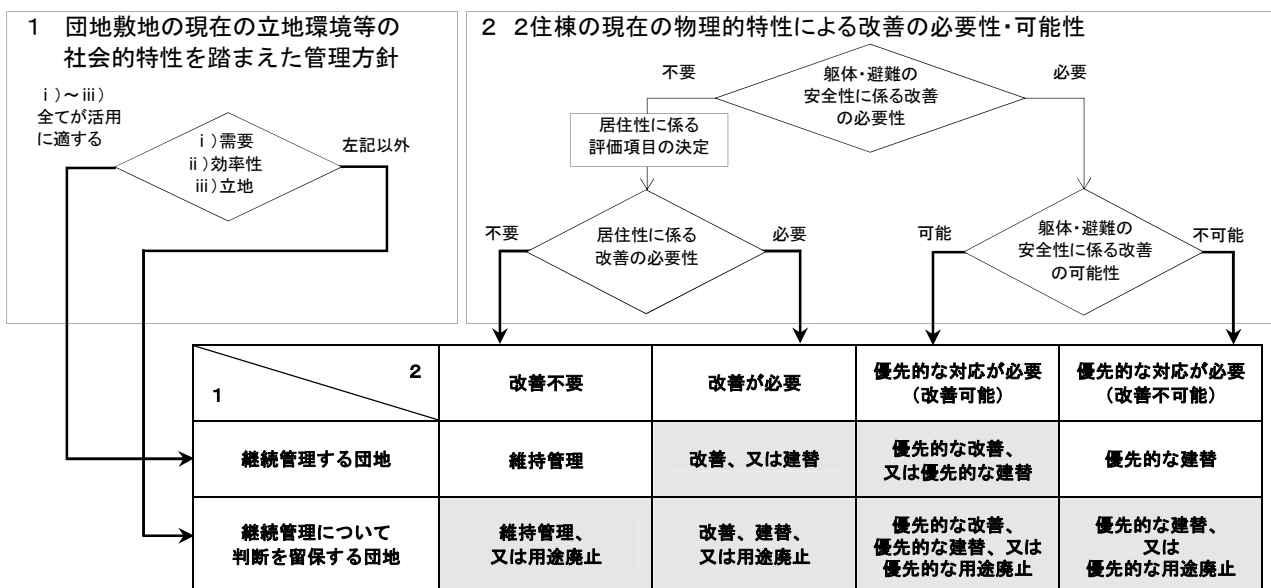 1 団地敷地の現在の立地環境等の
社会的特性を踏まえた管理方針
ⅰ)～ⅲ)
全てが活用
に適する
ⅰ)需要
ⅱ)効率性
ⅲ)立地
左記以外
2 2住棟の現在の物理的特性による改善の必要性・可能性
不要
躯体・避難の
安全性に係る改善
の必要性
必要
居住性に係る
評価項目の決定
不要
居住性に係る
改善の必要性
必要
可能
躯体・避難の
安全性に係る改善
の可能性
不可能
1
2
改善不要
改善が必要
優先的な対応が必要
(改善可能)
優先的な対応が必要
(改善不可能)
継続管理する団地
維持管理
改善、又は建替
優先的な改善、
又は優先的な建替
優先的な建替
継続管理について
判断を留保する団地
維持管理、
又は用途廃止
改善、建替、
又は用途廃止
優先的な改善、
優先的な建替、又は
優先的な用途廃止
優先的な建替、
又は
優先的な用途廃止